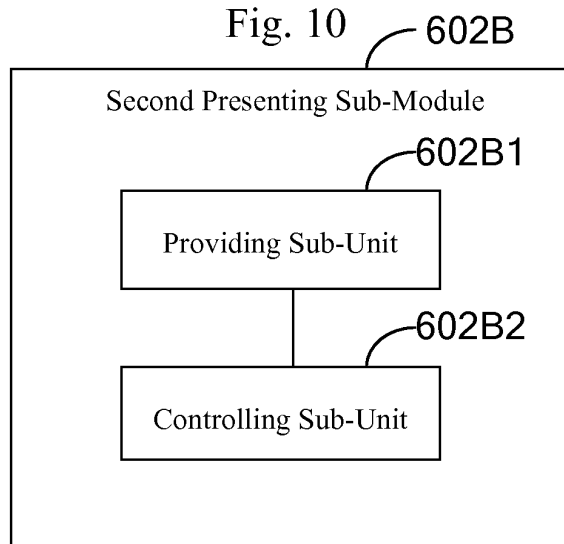 Fig. 10
602B
Second Presenting Sub-Module
602B1
Providing Sub-Unit
602B2
Controlling Sub-Unit